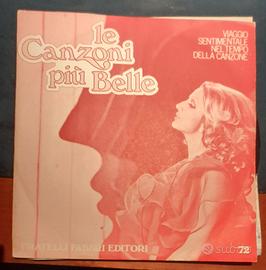 le
Canzoni
più
Belle
VIAGGIO
SENTIMENTALE
NEL TEMPO
DELLA CANZONE
FRATELLI FABBRI EDITORI
72